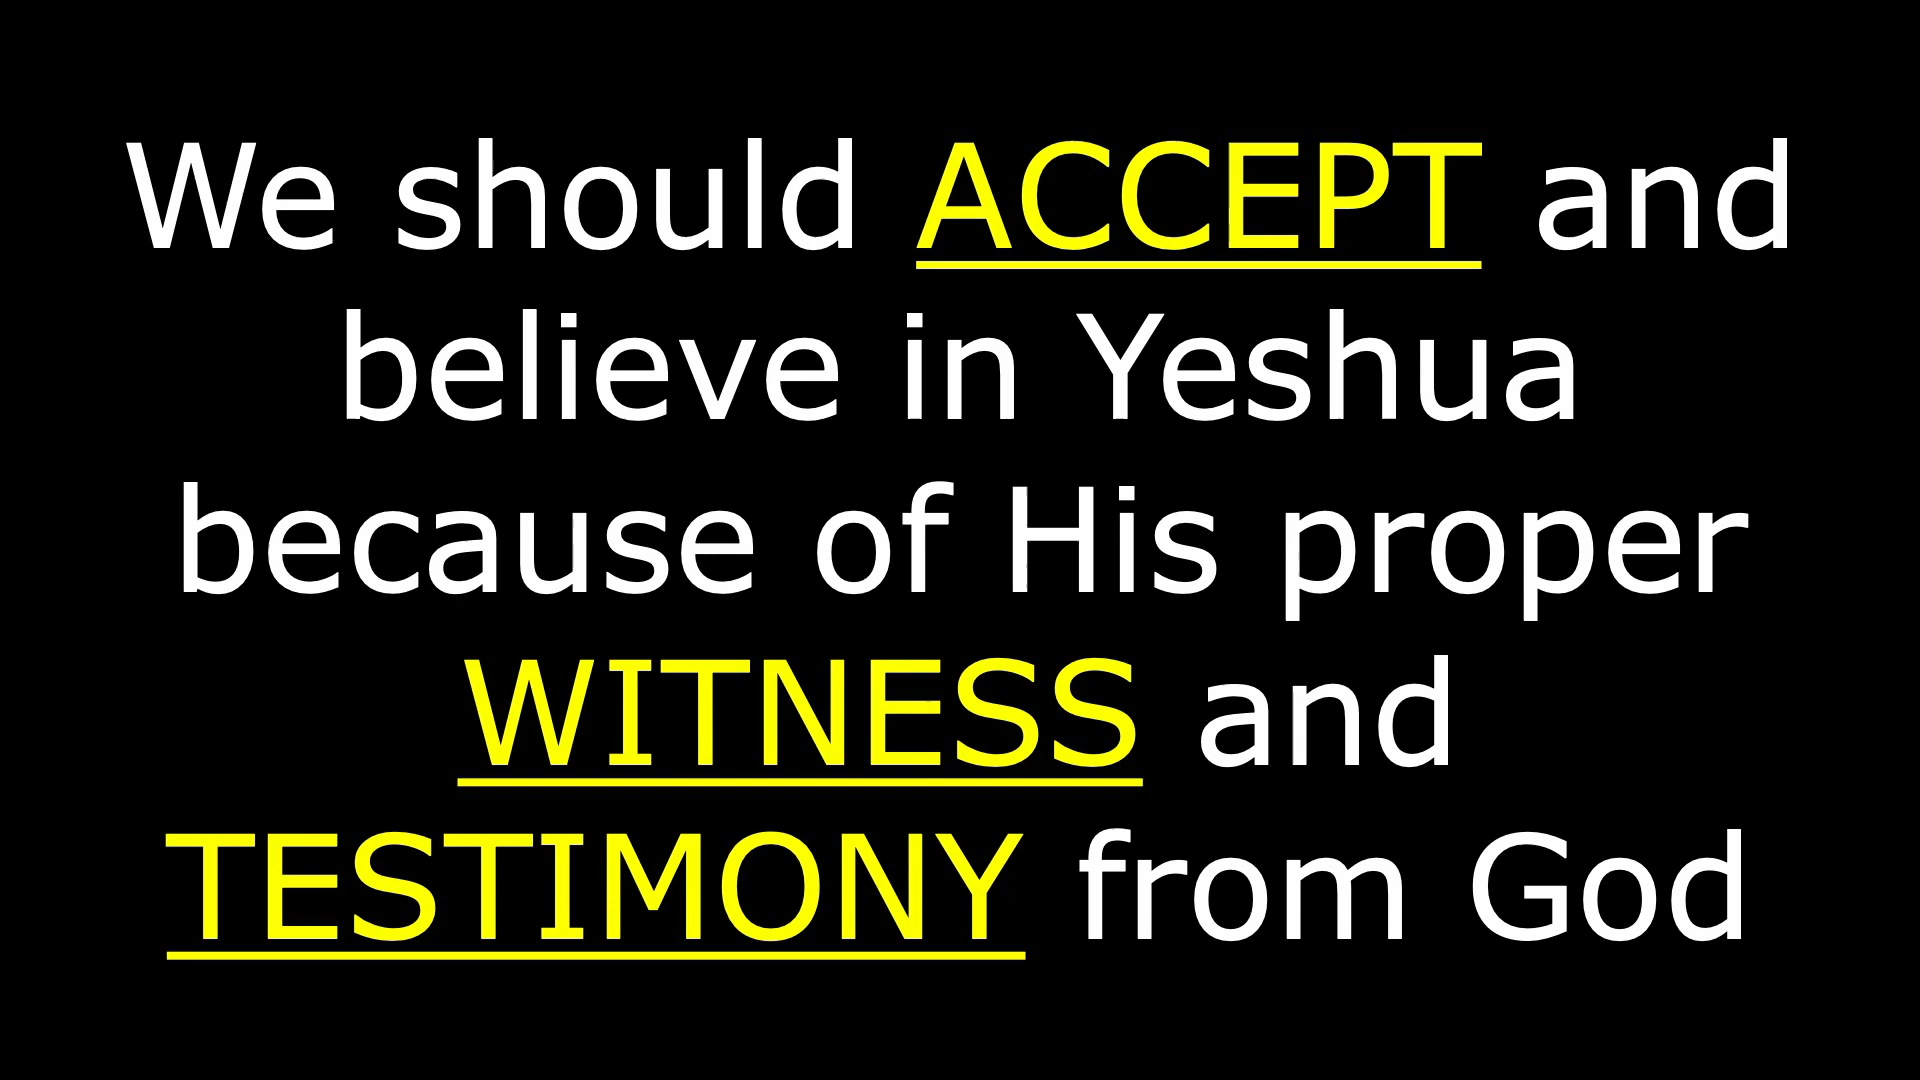 We should ACCEPT and
believe in Yeshua
because of His proper
WITNESS and
TESTIMONY from God